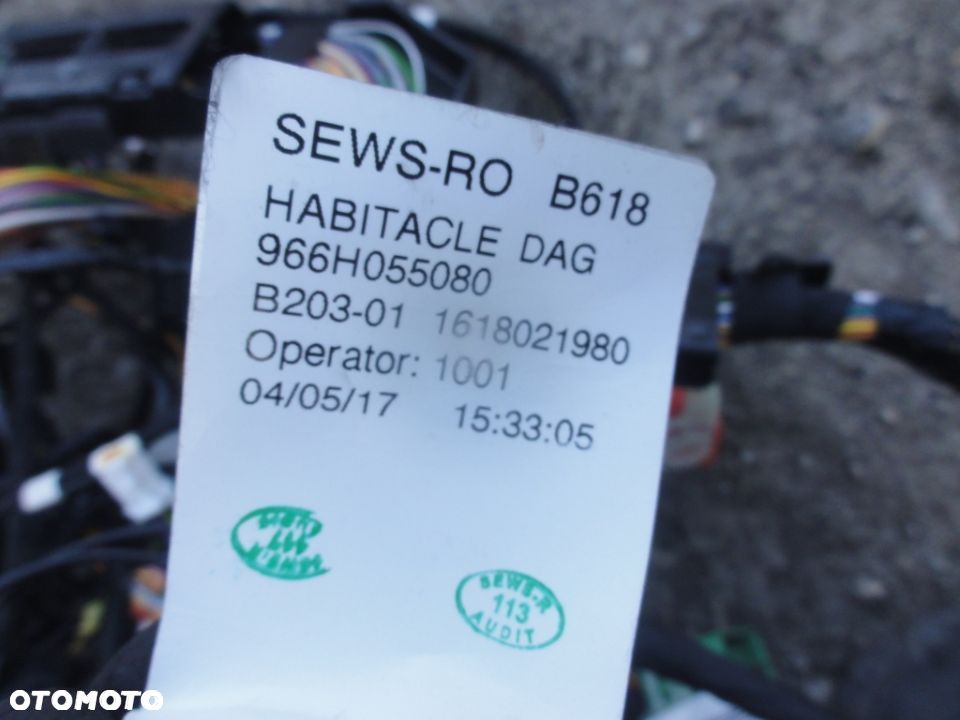 SEWS-RO B618
HABITACLE DAG
966H055080
B203-01 1618021980
Operator: 1001
04/05/17 15:33:05
SEWS-R
113
AUDIT
OTOMOTO